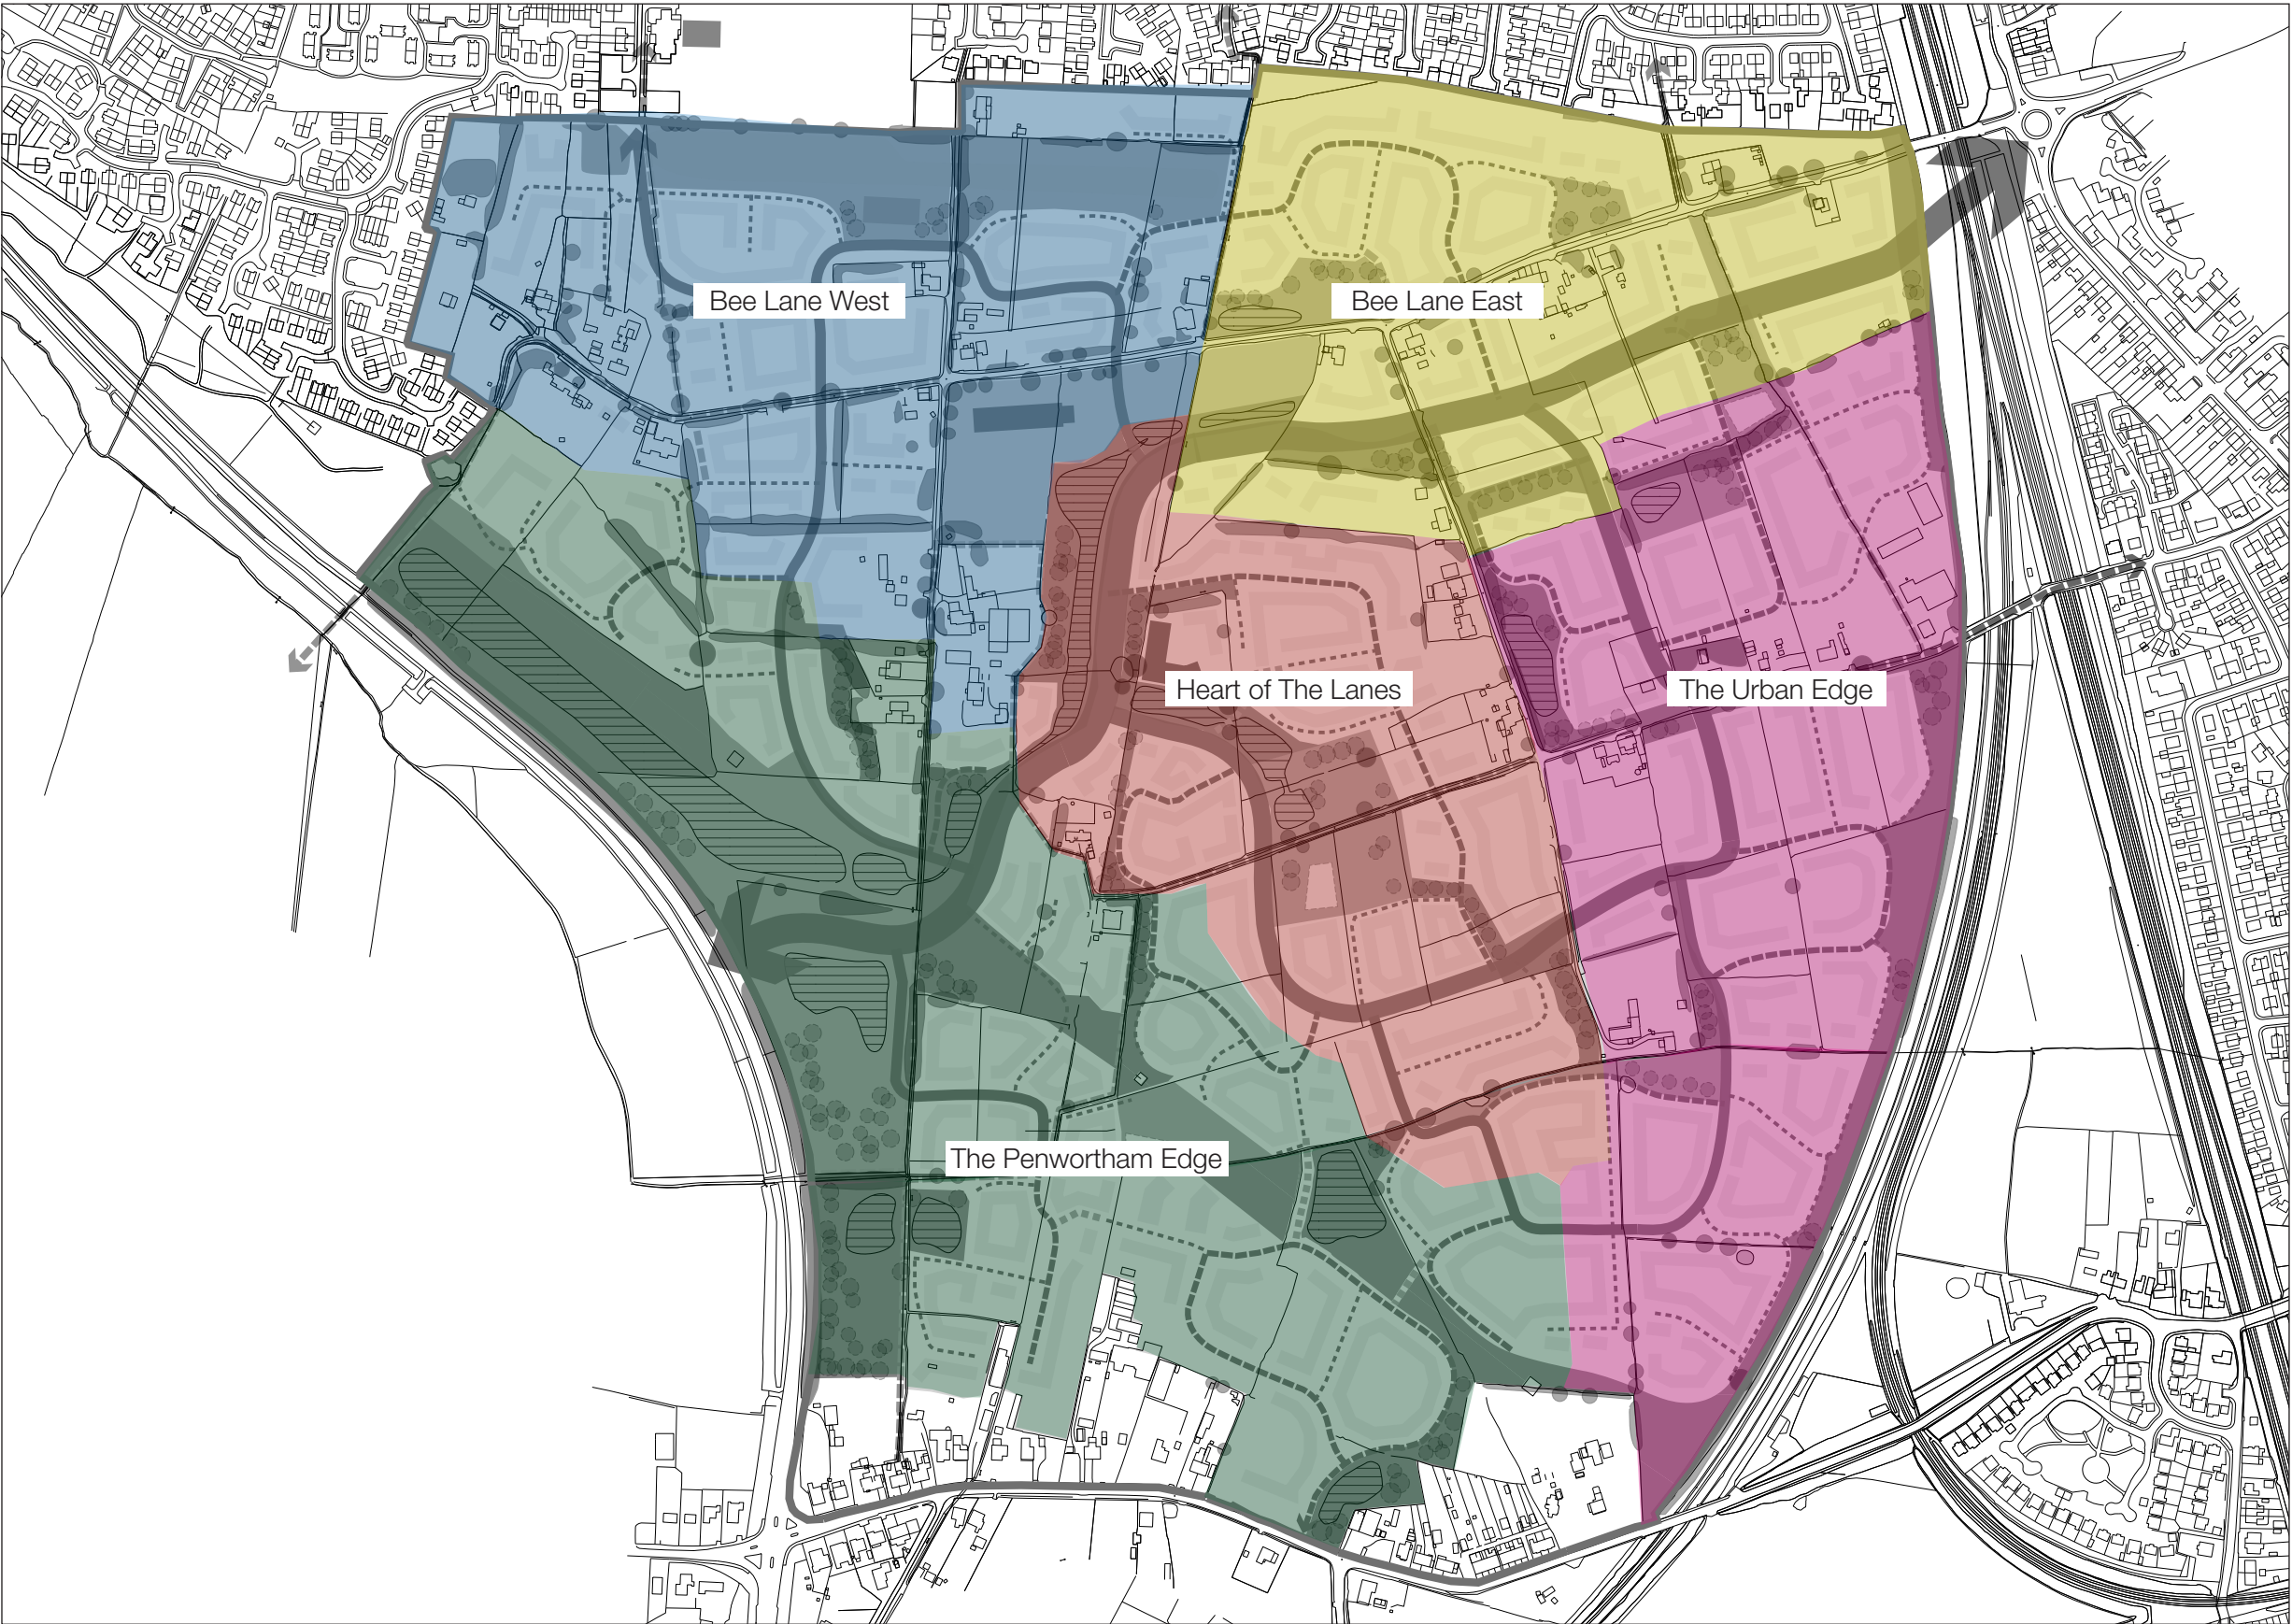 Bee Lane West
Bee Lane East
Heart of The Lanes
The Urban Edge
The Penwortham Edge